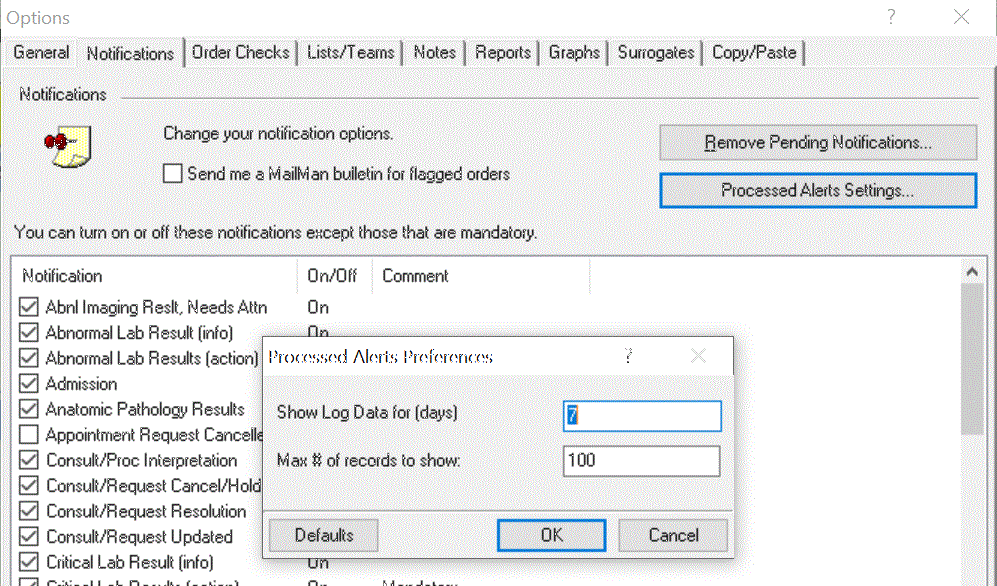 Options
General Notifications Order Checks Lists/Teams Notes Reports Graphs Surrogates Copy/Paste
Notifications
Change your notification options.
Remove Pending Notifications...
Send me a MailMan bulletin for flagged orders
Processed Alerts Settings...
You can turn on or off these notifications except those that are mandatory.
Notification On/Off Comment
Abnl Imaging Reslt, Needs Attn On
Abnormal Lab Result (info) On
Abnormal Lab Results (action)
Admission
Anatomic Pathology Results
Appointment Request Cancelle
Consult/Proc Interpretation
Consult/Request Cancel/Hold
Consult/Request Resolution
Consult/Request Updated
Critical Lab Result (info) On
Critical Lab Results (action) On Mandatory
Processed Alerts Preferences ?
Show Log Data for (days) 7
Max # of records to show: 100
Defaults OK Cancel